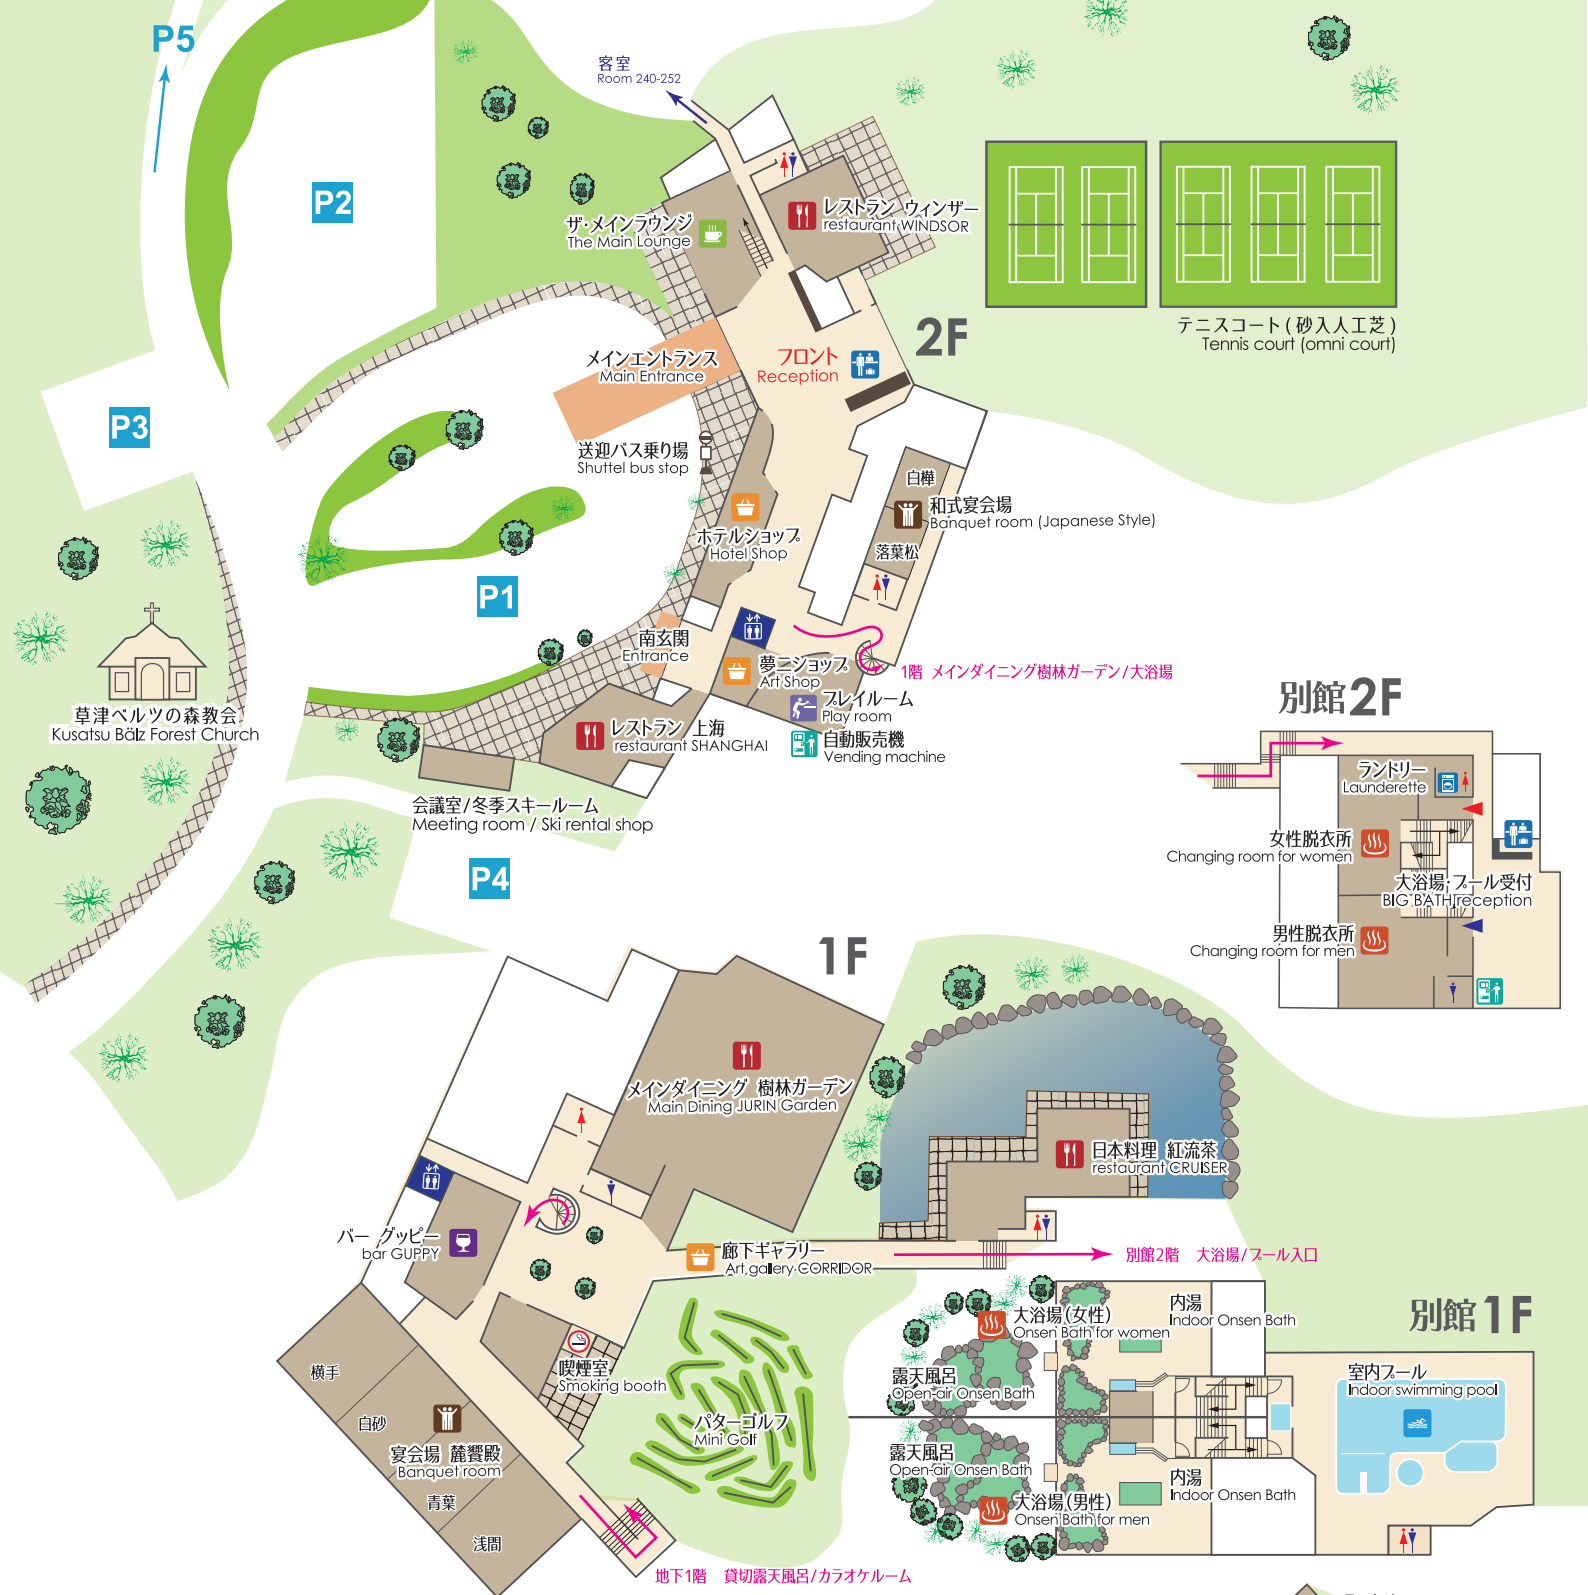 P5
客室
Room 240-252
P2
ザ・メインラウンジ
The Main Lounge
レストラン ウィンザー
restaurant WINDSOR
テニスコート(砂入人工芝)
Tennis court (omni court)
2F
メインエントランス
Main Entrance
フロント
Reception
P3
送迎バス乗り場
Shuttel bus stop
白樺
和式宴会場
Banquet room (Japanese Style)
落葉松
ホテルショップ
Hotel Shop
P1
南玄関
Entrance
夢二ショップ
Art Shop
1階 メインダイニング樹林ガーデン/大浴場
プレイルーム
Play room
自動販売機
Vending machine
レストラン 上海
restaurant SHANGHAI
草津ベルツの森教会
Kusatsu Bälz Forest Church
会議室/冬季スキールーム
Meeting room / Ski rental shop
P4
別館2F
ランドリー
Launderette
女性脱衣所
Changing room for women
大浴場・プール受付
BIG BATH reception
男性脱衣所
Changing room for men
1F
メインダイニング 樹林ガーデン
Main Dining JURIN Garden
日本料理 紅流茶
restaurant CRUISER
バー グッピー
bar GUPPY
廊下ギャラリー
Art gallery CORRIDOR
別館2階 大浴場/プール入口
喫煙室
Smoking booth
パターゴルフ
Mini Golf
横手
白砂
宴会場 麓饗殿
Banquet room
青葉
浅間
地下1階 貸切露天風呂/カラオケルーム
別館1F
大浴場(女性)
Onsen Bath for women
内湯
Indoor Onsen Bath
露天風呂
Open-air Onsen Bath
室内プール
Indoor swimming pool
露天風呂
Open-air Onsen Bath
内湯
Indoor Onsen Bath
大浴場(男性)
Onsen Bath for men